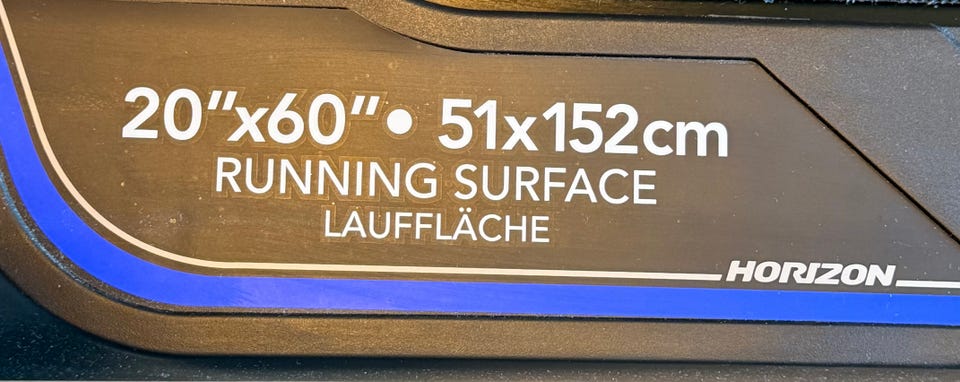 20"x60" • 51x152cm
RUNNING SURFACE
LAUFFLÄCHE
HORIZON